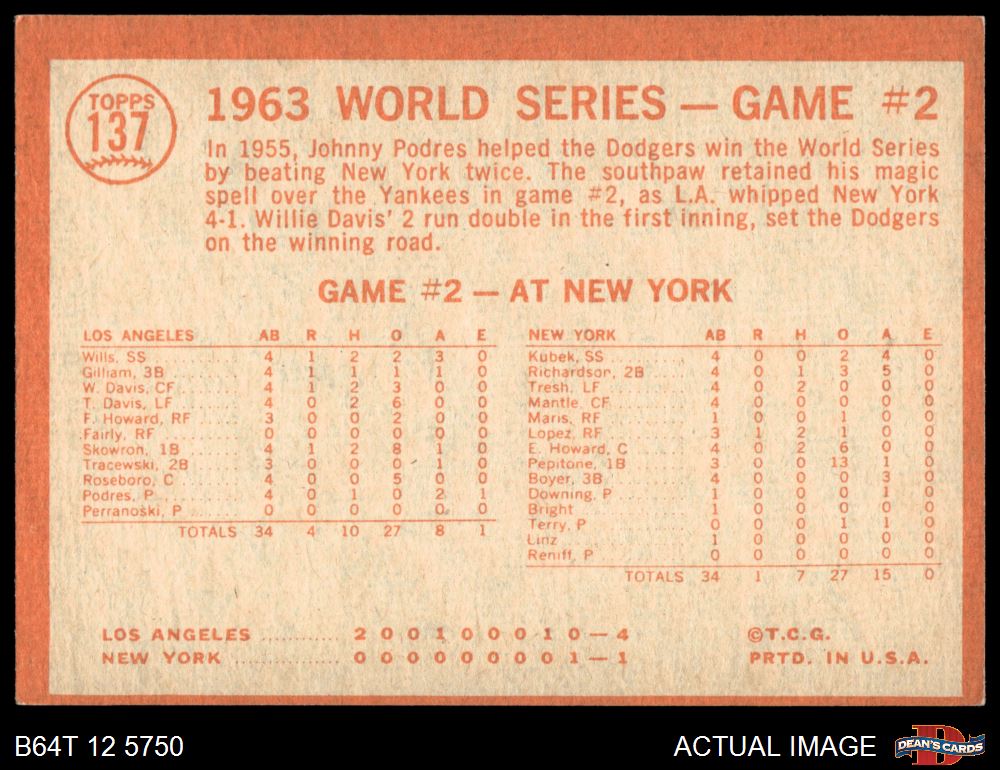 TOPPS
137
1963 WORLD SERIES — GAME #2
In 1955, Johnny Podres helped the Dodgers win the World Series
by beating New York twice. The southpaw retained his magic
spell over the Yankees in game #2, as L.A. whipped New York
4-1. Willie Davis' 2 run double in the first inning, set the Dodgers
on the winning road.
GAME #2 — AT NEW YORK
LOS ANGELES AB R H O A E
Wills, SS 4 1 2 2 3 0
Gilliam, 3B 4 1 1 1 1 0
W. Davis, CF 4 1 2 3 0 0
T. Davis, LF 4 0 2 6 0 0
F. Howard, RF 3 0 0 2 0 0
Fairly, RF 0 0 0 0 0 0
Skowron, 1B 4 1 2 8 1 0
Tracewski, 2B 3 0 0 0 1 0
Roseboro, C 4 0 0 5 0 0
Podres, P 4 0 1 0 2 1
Perranoski, P 0 0 0 0 0 0
TOTALS 34 4 10 27 8 1
NEW YORK AB R H O A E
Kubek, SS 4 0 0 2 4 0
Richardson, 2B 4 0 1 3 5 0
Tresh, LF 4 0 2 0 0 0
Mantle, CF 4 0 0 0 0 0
Maris, RF 1 0 0 1 0 0
Lopez, RF 3 1 2 1 0 0
E. Howard, C 4 0 2 6 0 0
Pepitone, 1B 3 0 0 13 1 0
Boyer, 3B 4 0 0 0 3 0
Downing, P 1 0 0 0 1 0
Bright 1 0 0 0 0 0
Terry, P 0 0 0 1 1 0
Linz 1 0 0 0 0 0
Reniff, P 0 0 0 0 0 0
TOTALS 34 1 7 27 15 0
LOS ANGELES 2 0 0 1 0 0 0 1 0 — 4
NEW YORK 0 0 0 0 0 0 0 0 1 — 1
©T.C.G.
PRTD. IN U.S.A.
B64T 12 5750
ACTUAL IMAGE
DEAN'S CARDS